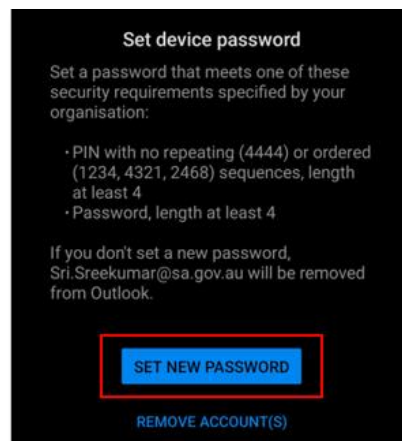 Set device password
Set a password that meets one of these
security requirements specified by your
organisation:
• PIN with no repeating (4444) or ordered
(1234, 4321, 2468) sequences, length
at least 4
• Password, length at least 4
If you don't set a new password,
Sri.Sreekumar@sa.gov.au will be removed
from Outlook.
SET NEW PASSWORD
REMOVE ACCOUNT(S)